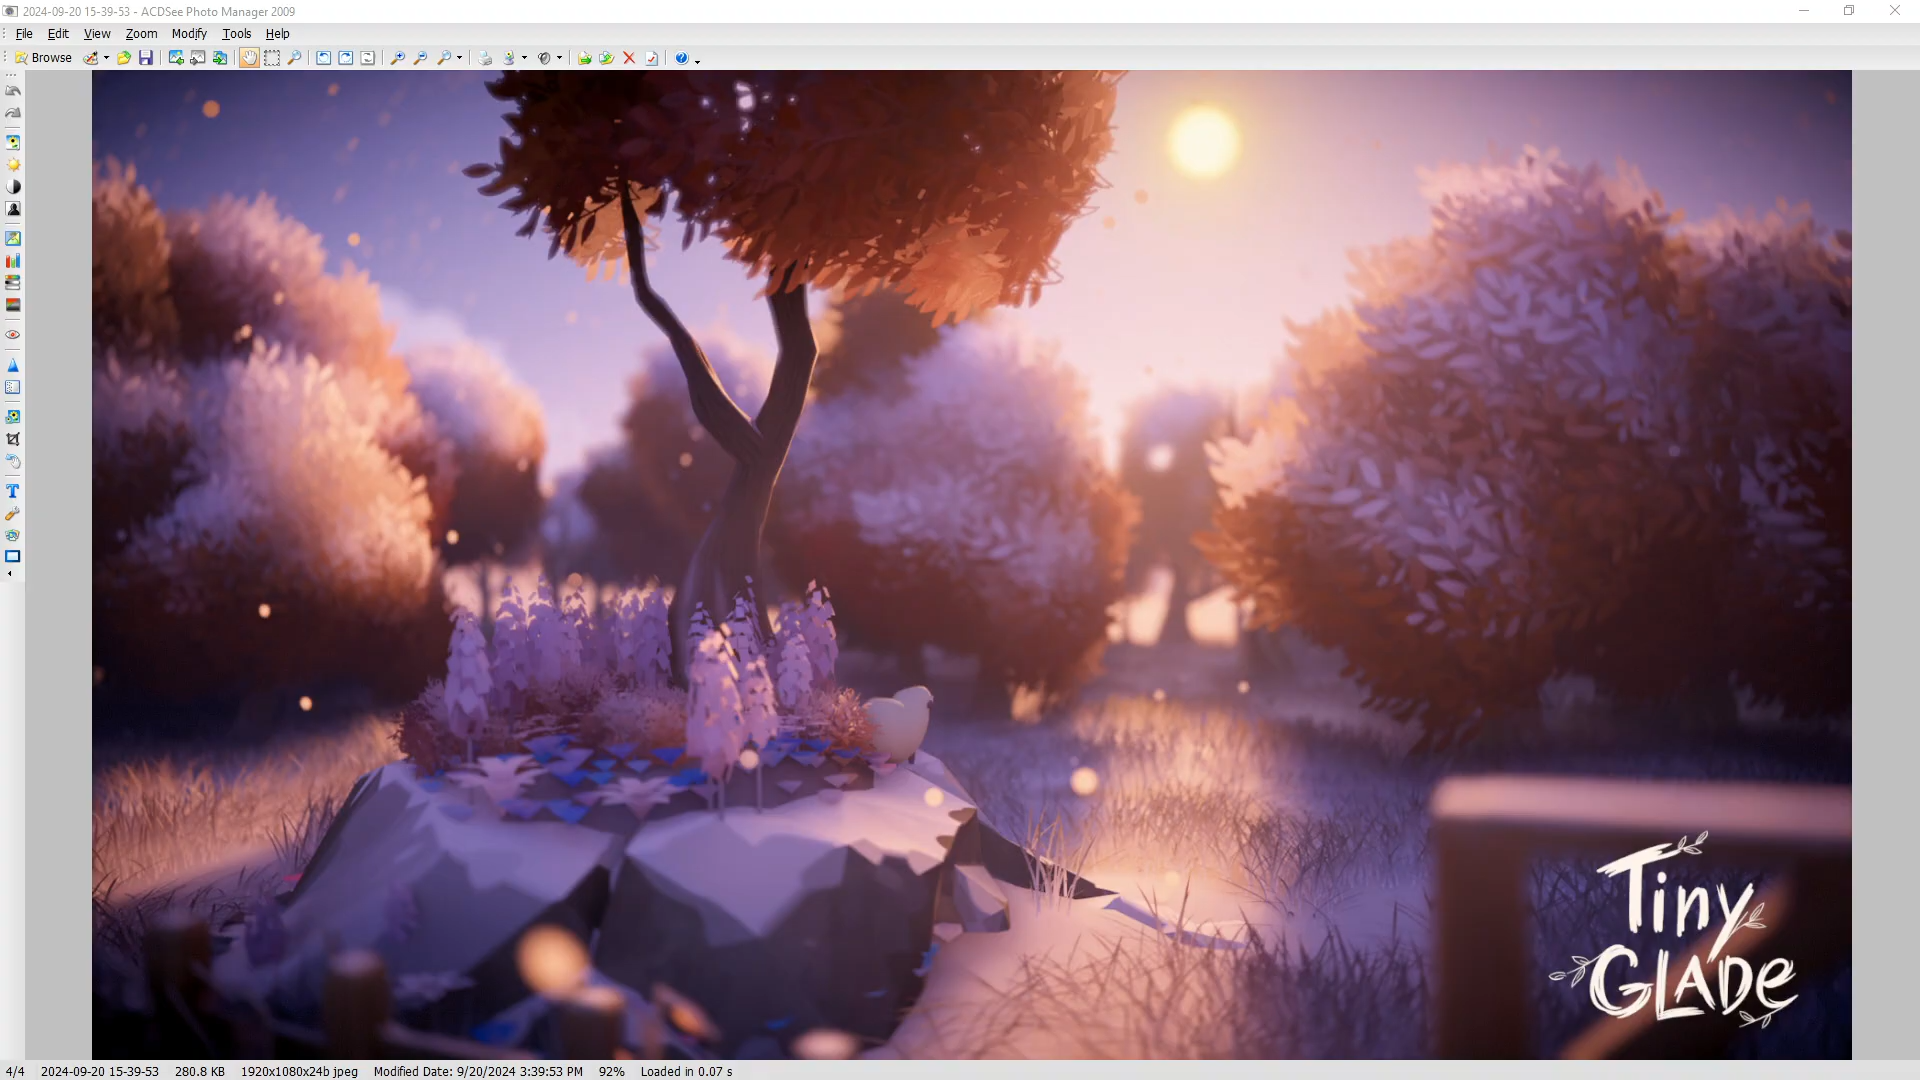 2024-09-20 15-39-53 - ACDSee Photo Manager 2009
File Edit View Zoom Modify Tools Help
Browse
T
Tiny
GLADe
4/4 2024-09-20 15-39-53 280.8 KB 1920x1080x24b jpeg Modified Date: 9/20/2024 3:39:53 PM 92% Loaded in 0.07 s